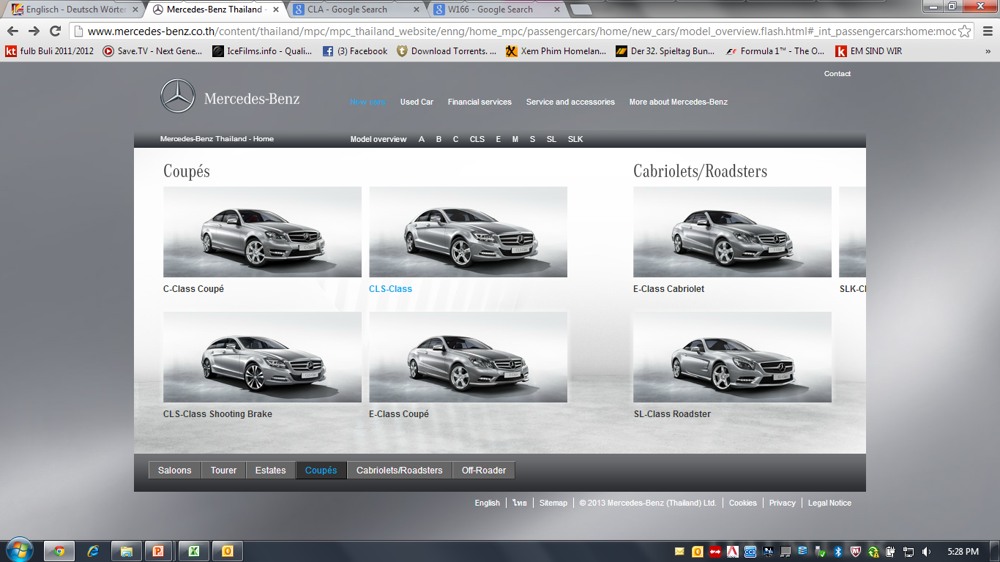 Englisch - Deutsch Wörter
Mercedes-Benz Thailand -
CLA - Google Search
W166 - Google Search
www.mercedes-benz.co.th/content/thailand/mpc/mpc_thailand_website/enng/home_mpc/passengercars/home/new_cars/model_overview.flash.html#_int_passengercars:home:moc
fulb Buli 2011/2012
Save.TV - Next Gene...
IceFilms.info - Quali...
(3) Facebook
Download Torrents. ...
Xem Phim Homelan...
Der 32. Spieltag Bun...
Formula 1™ - The O...
EM SIND WIR
»
Contact
Mercedes-Benz
New cars
Used Car
Financial services
Service and accessories
More about Mercedes-Benz
Mercedes-Benz Thailand - Home
Model overview A B C CLS E M S SL SLK
Coupés
Cabriolets/Roadsters
C-Class Coupé
CLS-Class
E-Class Cabriolet
SLK-Cl
CLS-Class Shooting Brake
E-Class Coupé
SL-Class Roadster
Saloons
Tourer
Estates
Coupés
Cabriolets/Roadsters
Off-Roader
English
ไทย
Sitemap
© 2013 Mercedes-Benz (Thailand) Ltd.
Cookies
Privacy
Legal Notice
5:28 PM